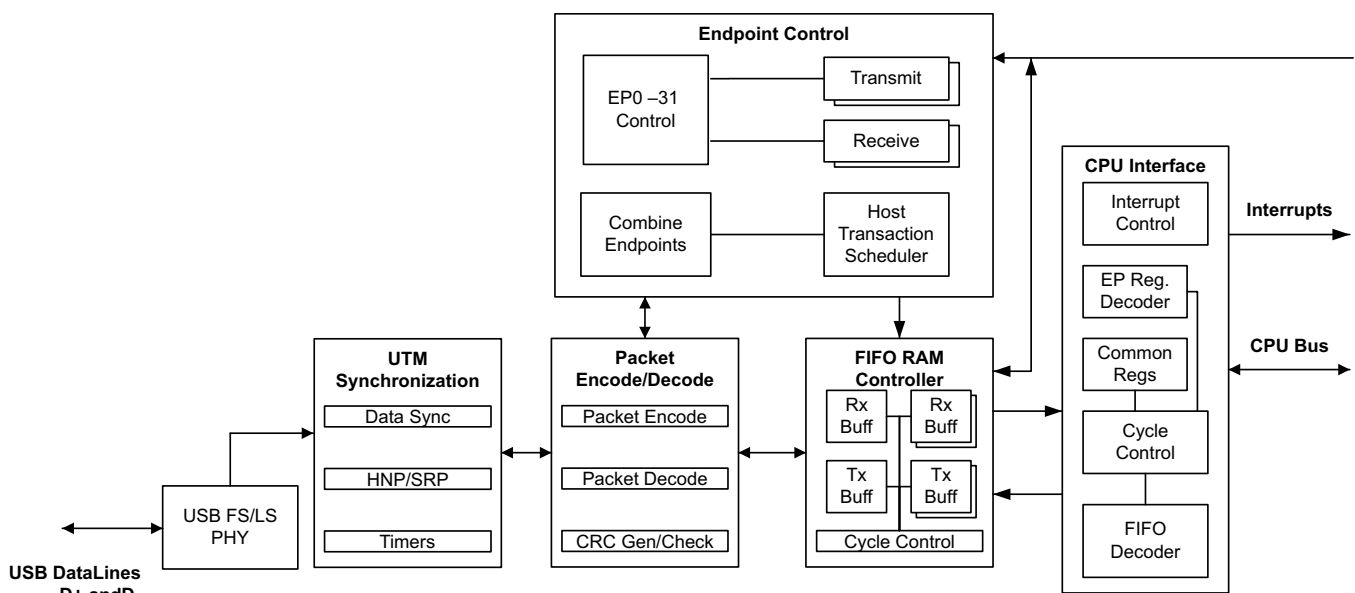 Endpoint Control
EP0 –31
Control
Transmit
Receive
Combine
Endpoints
Host
Transaction
Scheduler
CPU Interface
Interrupt
Control
EP Reg.
Decoder
Common
Regs
Cycle
Control
FIFO
Decoder
Interrupts
CPU Bus
UTM
Synchronization
Data Sync
HNP/SRP
Timers
Packet
Encode/Decode
Packet Encode
Packet Decode
CRC Gen/Check
FIFO RAM
Controller
Rx
Buff
Rx
Buff
Tx
Buff
Tx
Buff
Cycle Control
USB FS/LS
PHY
USB DataLines
D+ andD